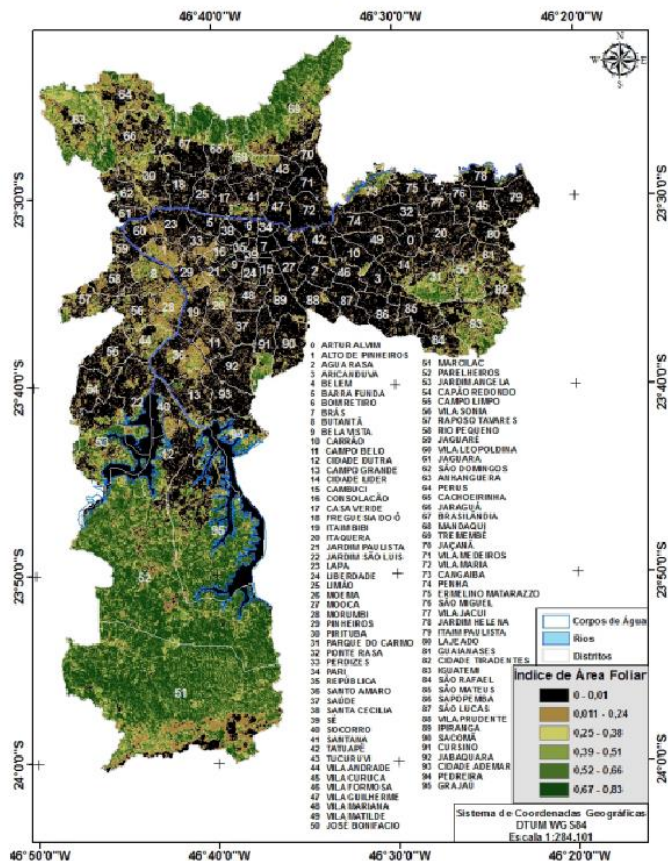 46°40'0"W
46°30'0"W
46°20'0"W
N
W
E
S
23°30'0"S
23°40'0"S
23°50'0"S
24°0'0"S
0 ARTUR ALVIM
1 ALTO DE PINHEIROS
2 AGUA RASA
3 ARICANDUVA
4 BELEM
5 BARRA FUNDA
6 BOM RETIRO
7 BRÁS
8 BUTANTÃ
9 BELA VISTA
10 CARRÃO
11 CAMPO BELO
12 CIDADE DUTRA
13 CAMPO GRANDE
14 CIDADE LIDER
15 CAMBUCI
16 CONSOLACÃO
17 CASA VERDE
18 FREGUESIA DO Ó
19 ITAIM BIBI
20 ITAQUERA
21 JARDIM PAULISTA
22 JARDIM SÃO LUIS
23 LAPA
24 LIBERDADE
25 LIMÃO
26 MOEMA
27 MOOCA
28 MORUMBI
29 PINHEIROS
30 PIRITUBA
31 PARQUE DO CARMO
32 PONTE RASA
33 PERDIZES
34 PARI
35 REPÚBLICA
36 SANTO AMARO
37 SAÚDE
38 SANTA CECILIA
39 SÉ
40 SOCORRO
41 SANTANA
42 TATUAPÉ
43 TUCURUVI
44 VILA ANDRADE
45 VILA CURUCA
46 VILA FORMOSA
47 VILA GUILHERME
48 VILA MARIANA
49 VILA MATILDE
50 JOSÉ BONIFACIO
51 MARCILAC
52 PARELHEIROS
53 JARDIM ANGELA
54 CAPÃO REDONDO
55 CAMPO LIMPO
56 VILA SONIA
57 RAPOSO TAVARES
58 RIO PEQUENO
59 JAGUARÉ
60 VILA LEOPOLDINA
61 JAGUARA
62 SÃO DOMINGOS
63 ANHANGUERA
64 PERUS
65 CACHOEIRINHA
66 JARAGUÁ
67 BRASILÂNDIA
68 MANDAQUI
69 TREMEMBÉ
70 JAÇANÃ
71 VILA MEDEIROS
72 VILA MARIA
73 CANGAIBA
74 PENHA
75 ERMELINO MATARAZZO
76 SÃO MIGUEL
77 VILA JACUI
78 JARDIM HELENA
79 ITAIM PAULISTA
80 LAJEADO
81 GUAIANASES
82 CIDADE TIRADENTES
83 IGUATEMI
84 SÃO RAFAEL
85 SÃO MATEUS
86 SAPOPEMBA
87 SÃO LUCAS
88 VILA PRUDENTE
89 IPIRANGA
90 SACOMÃ
91 CURSINO
92 JABAQUARA
93 CIDADE ADEMAR
94 PEDREIRA
95 GRAJAÚ
Corpos de Água
Rios
Distritos
Índice de Área Foliar
0 - 0,01
0,011 - 0,24
0,25 - 0,38
0,39 - 0,51
0,52 - 0,66
0,67 - 0,83
Sistema de Coordenadas Geográficas
DTUM WGS84
Escala 1:284.101
46°50'0"W
46°40'0"W
46°30'0"W
46°20'0"W